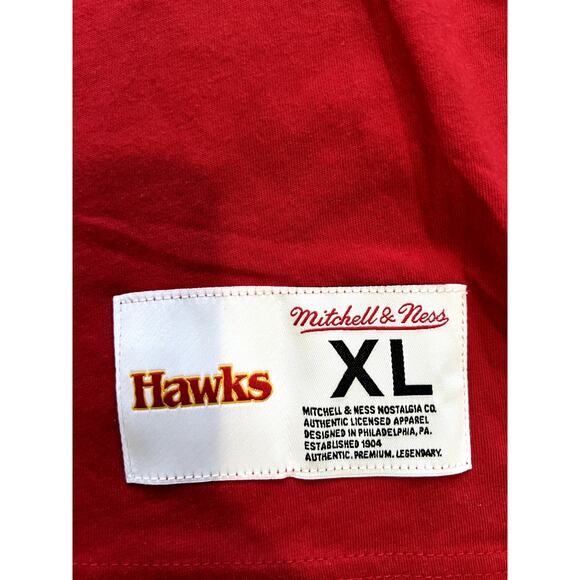 Hawks
Mitchell & Ness
XL
MITCHELL & NESS NOSTALGIA CO.
AUTHENTIC LICENSED APPAREL
DESIGNED IN PHILADELPHIA, PA.
ESTABLISHED 1904
AUTHENTIC. PREMIUM. LEGENDARY.